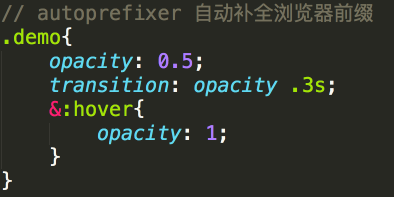 // autoprefixer 自动补全浏览器前缀
.demo{
    opacity: 0.5;
    transition: opacity .3s;
    &:hover{
        opacity: 1;
    }
}